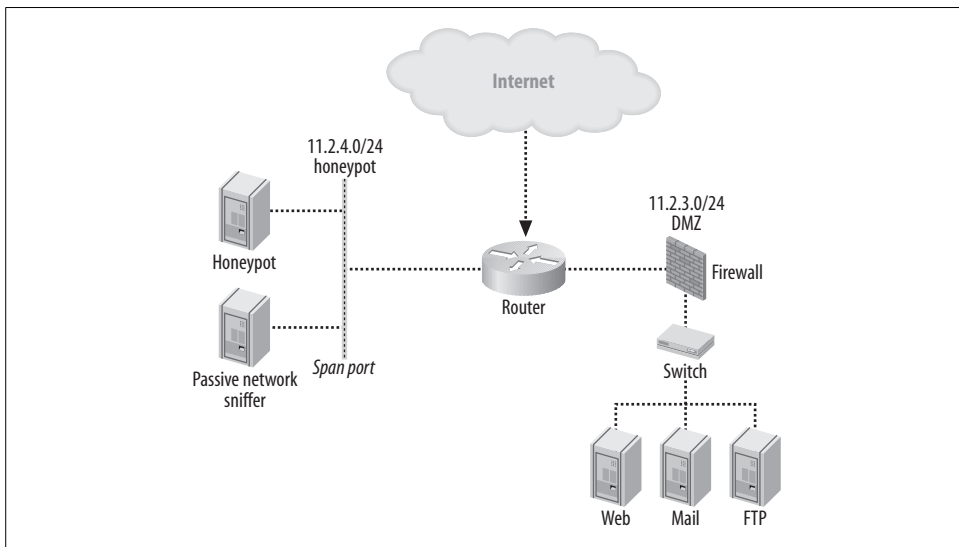 Internet
11.2.4.0/24
honeypot
11.2.3.0/24
DMZ
Honeypot
Firewall
Router
Switch
Span port
Passive network
sniffer
Web
Mail
FTP